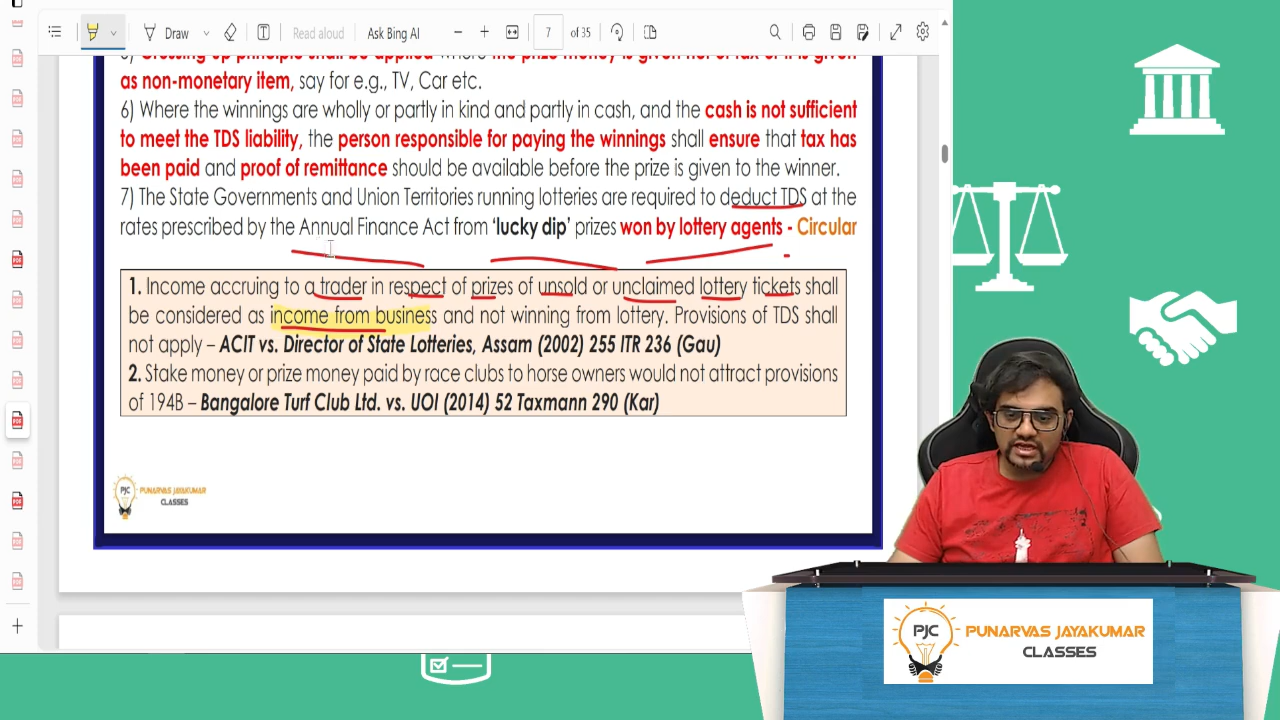 Draw
Read aloud
Ask Bing AI
7
of 35
as non-monetary item, say for e.g., TV, Car etc.
6) Where the winnings are wholly or partly in kind and partly in cash, and the cash is not sufficient
to meet the TDS liability, the person responsible for paying the winnings shall ensure that tax has
been paid and proof of remittance should be available before the prize is given to the winner.
7) The State Governments and Union Territories running lotteries are required to deduct TDS at the
rates prescribed by the Annual Finance Act from ‘lucky dip’ prizes won by lottery agents - Circular
1. Income accruing to a trader in respect of prizes of unsold or unclaimed lottery tickets shall
be considered as income from business and not winning from lottery. Provisions of TDS shall
not apply – ACIT vs. Director of State Lotteries, Assam (2002) 255 ITR 236 (Gau)
2. Stake money or prize money paid by race clubs to horse owners would not attract provisions
of 194B – Bangalore Turf Club Ltd. vs. UOI (2014) 52 Taxmann 290 (Kar)
PJC PUNARVAS JAYAKUMAR
CLASSES
PJC PUNARVAS JAYAKUMAR
CLASSES